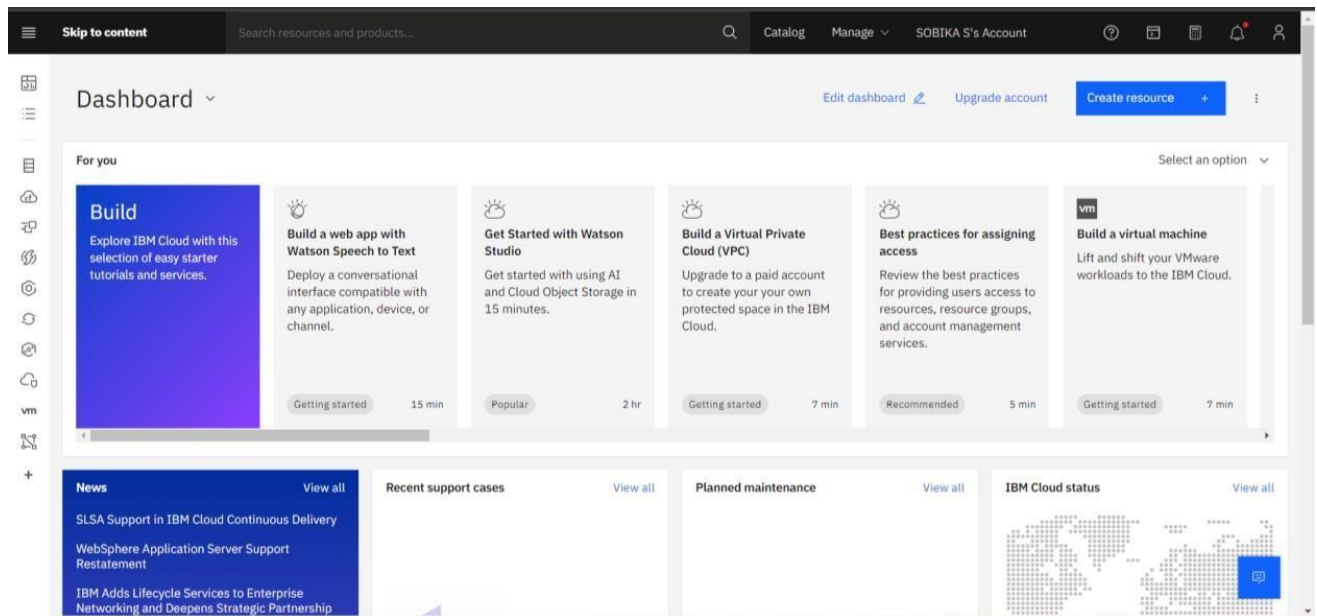 Skip to content
Search resources and products...
Catalog
Manage
SOBIKA S's Account
Dashboard
Edit dashboard
Upgrade account
Create resource +
For you
Select an option
Build
Explore IBM Cloud with this
selection of easy starter
tutorials and services.
Build a web app with
Watson Speech to Text
Deploy a conversational
interface compatible with
any application, device, or
channel.
Getting started
15 min
Get Started with Watson
Studio
Get started with using AI
and Cloud Object Storage in
15 minutes.
Popular
2 hr
Build a Virtual Private
Cloud (VPC)
Upgrade to a paid account
to create your your own
protected space in the IBM
Cloud.
Getting started
7 min
Best practices for assigning
access
Review the best practices
for providing users access to
resources, resource groups,
and account management
services.
Recommended
5 min
vm
Build a virtual machine
Lift and shift your VMware
workloads to the IBM Cloud.
Getting started
7 min
vm
News
View all
SLSA Support in IBM Cloud Continuous Delivery
WebSphere Application Server Support
Restatement
IBM Adds Lifecycle Services to Enterprise
Networking and Deepens Strategic Partnership
Recent support cases
View all
Planned maintenance
View all
IBM Cloud status
View all